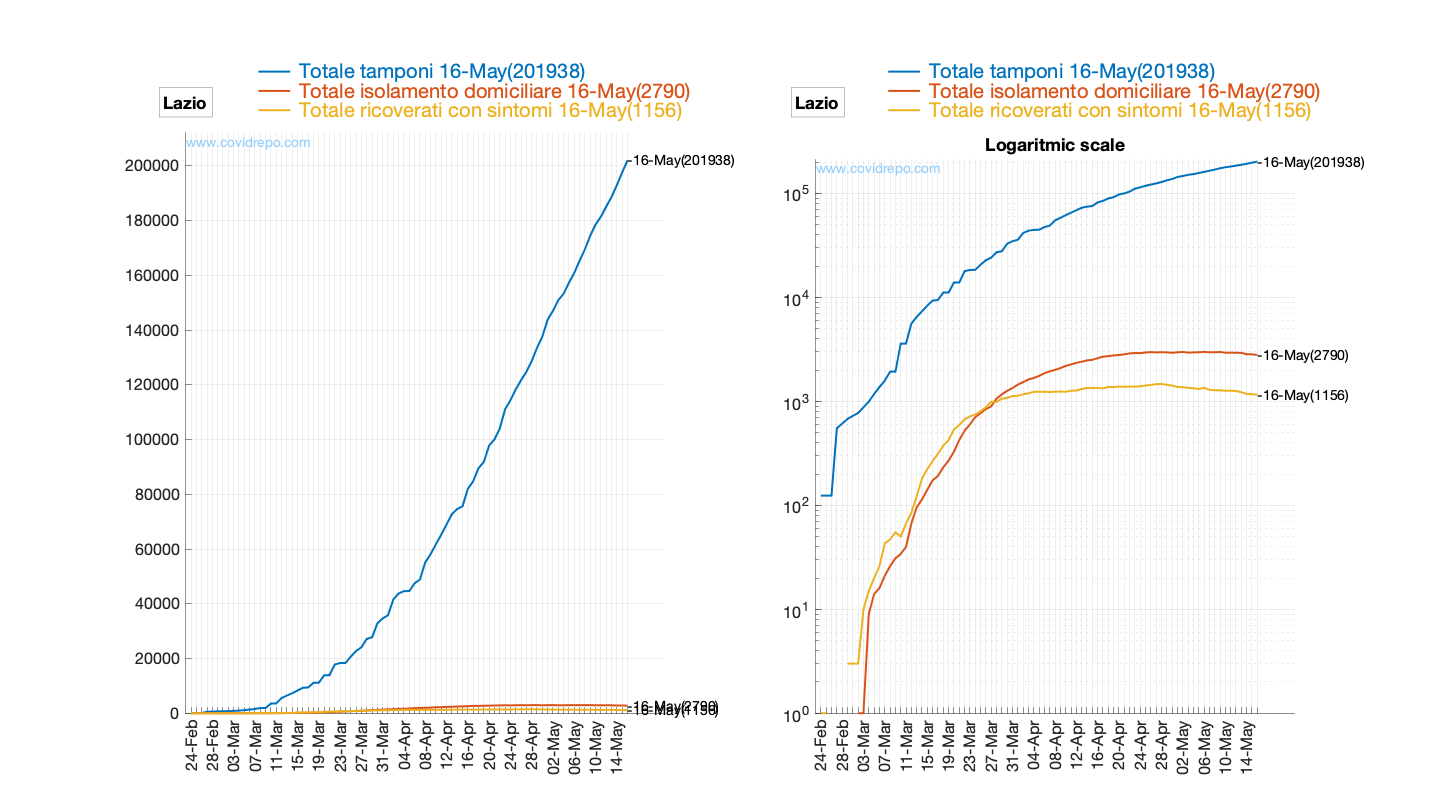 Totale tamponi 16-May(201938)
Totale isolamento domiciliare 16-May(2790)
Totale ricoverati con sintomi 16-May(1156)
Lazio
www.covidrepo.com
200000
180000
160000
140000
120000
100000
80000
60000
40000
20000
0
16-May(201938)
16-May(2790)
16-May(1156)
24-Feb
28-Feb
03-Mar
07-Mar
11-Mar
15-Mar
19-Mar
23-Mar
27-Mar
31-Mar
04-Apr
08-Apr
12-Apr
16-Apr
20-Apr
24-Apr
28-Apr
02-May
06-May
10-May
14-May
Totale tamponi 16-May(201938)
Totale isolamento domiciliare 16-May(2790)
Totale ricoverati con sintomi 16-May(1156)
Lazio
Logaritmic scale
www.covidrepo.com
10^5
10^4
10^3
10^2
10^1
10^0
16-May(201938)
16-May(2790)
16-May(1156)
24-Feb
28-Feb
03-Mar
07-Mar
11-Mar
15-Mar
19-Mar
23-Mar
27-Mar
31-Mar
04-Apr
08-Apr
12-Apr
16-Apr
20-Apr
24-Apr
28-Apr
02-May
06-May
10-May
14-May